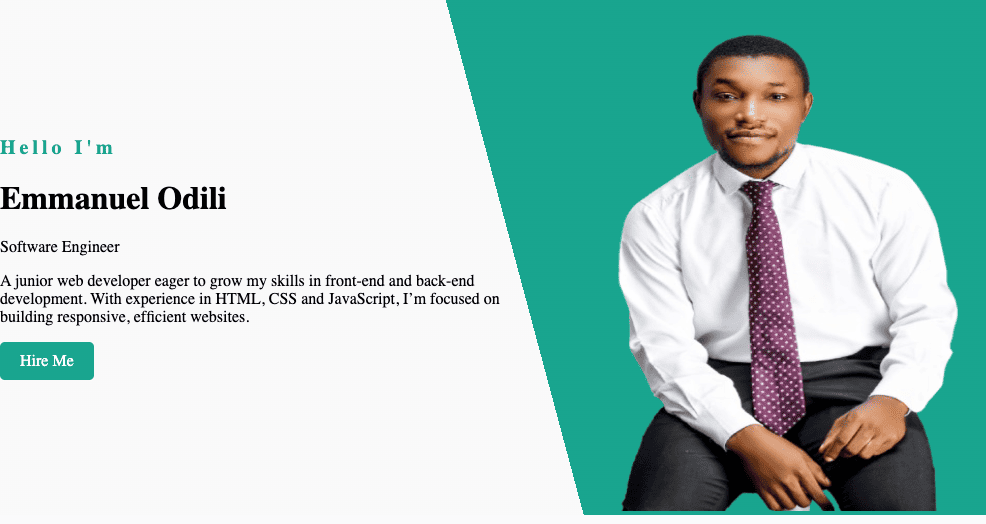 Hello I'm
Emmanuel Odili
Software Engineer
A junior web developer eager to grow my skills in front-end and back-end
development. With experience in HTML, CSS and JavaScript, I’m focused on
building responsive, efficient websites.
Hire Me